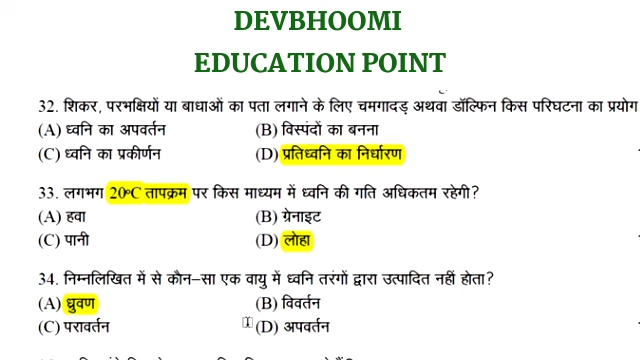 DEVBHOOMI
EDUCATION POINT
32. शिकर, परभक्षियों या बाधाओं का पता लगाने के लिए चमगादड़ अथवा डॉल्फिन किस परिघटना का प्रयोग
(A) ध्वनि का अपवर्तन (B) विस्पंदों का बनना
(C) ध्वनि का प्रकीर्णन (D) प्रतिध्वनि का निर्धारण
33. लगभग 20°C तापक्रम पर किस माध्यम में ध्वनि की गति अधिकतम रहेगी?
(A) हवा (B) ग्रेनाइट
(C) पानी (D) लोहा
34. निम्नलिखित में से कौन–सा एक वायु में ध्वनि तरंगों द्वारा उत्पादित नहीं होता?
(A) ध्रुवण (B) विवर्तन
(C) परावर्तन (D) अपवर्तन